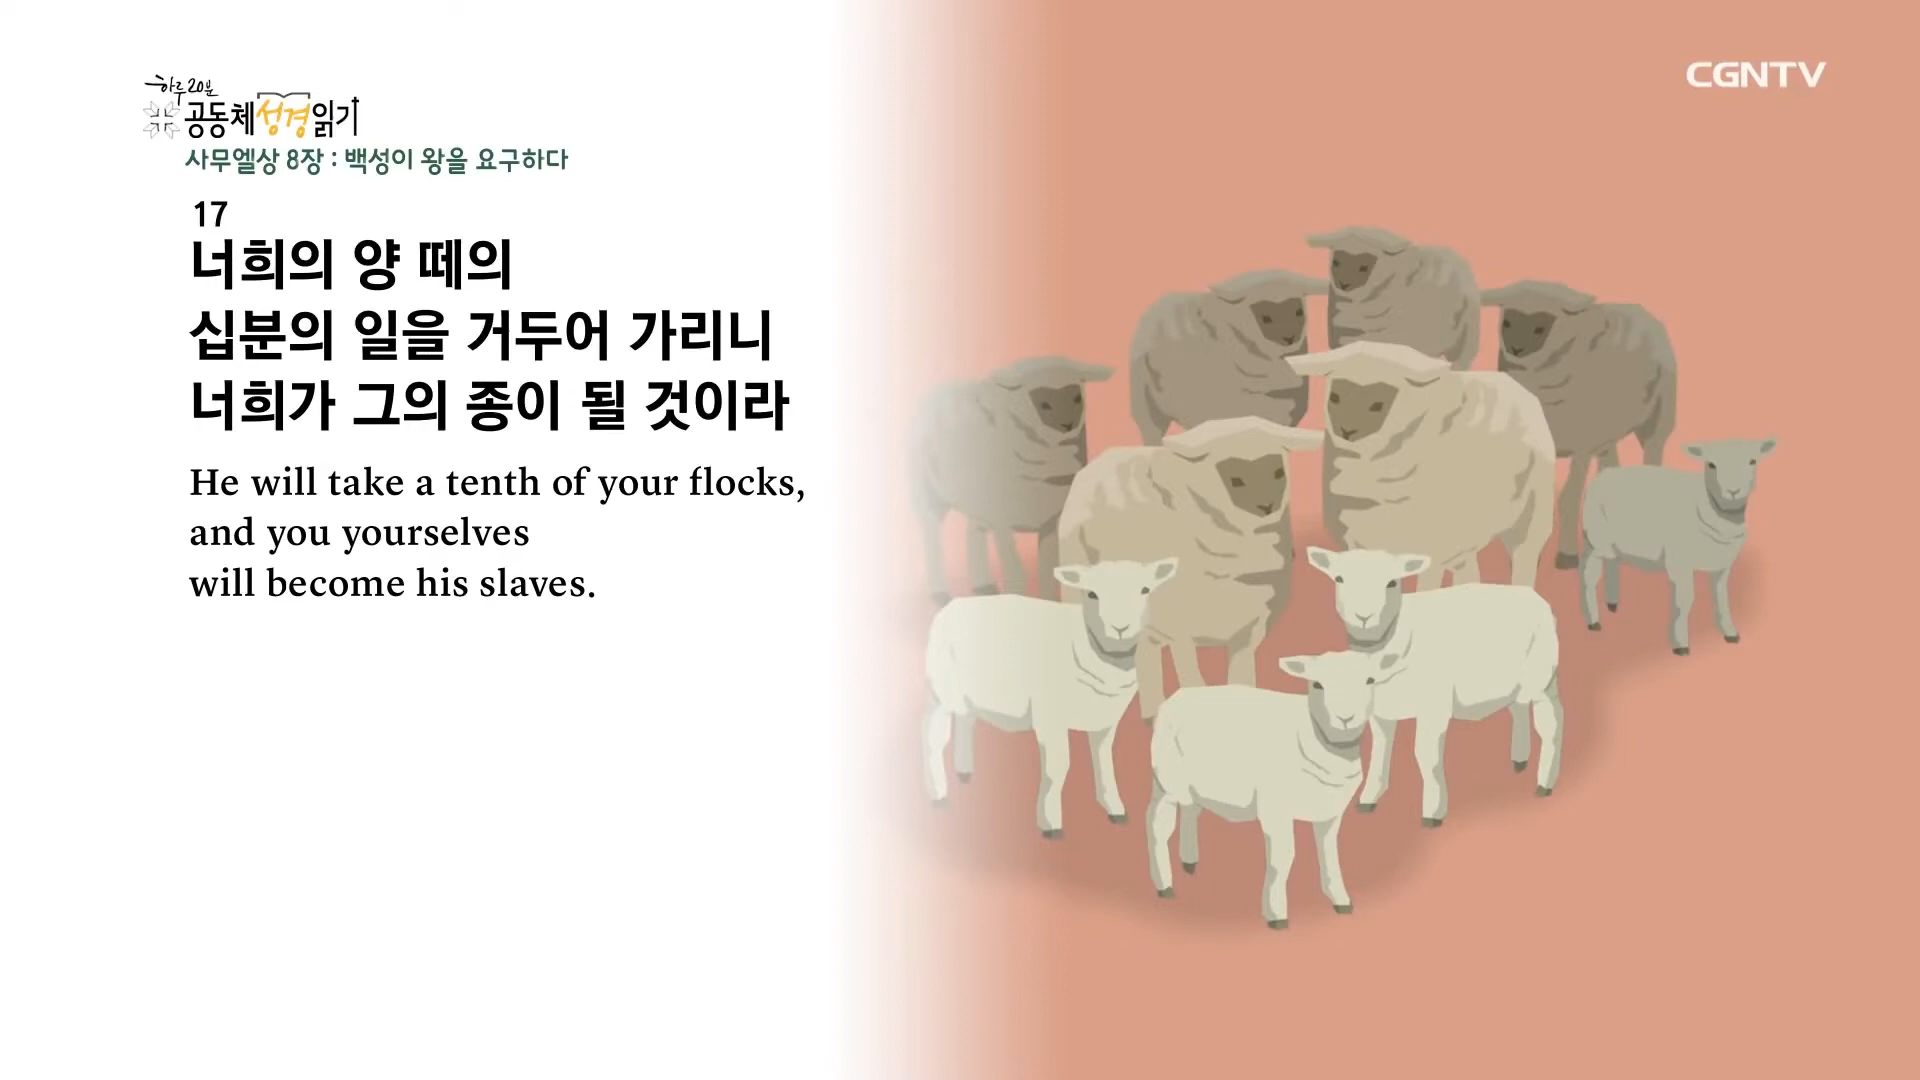 하루 20분
공동체성경읽기
CGNTV
사무엘상 8장 : 백성이 왕을 요구하다
17
너희의 양 떼의
십분의 일을 거두어 가리니
너희가 그의 종이 될 것이라
He will take a tenth of your flocks,
and you yourselves
will become his slaves.